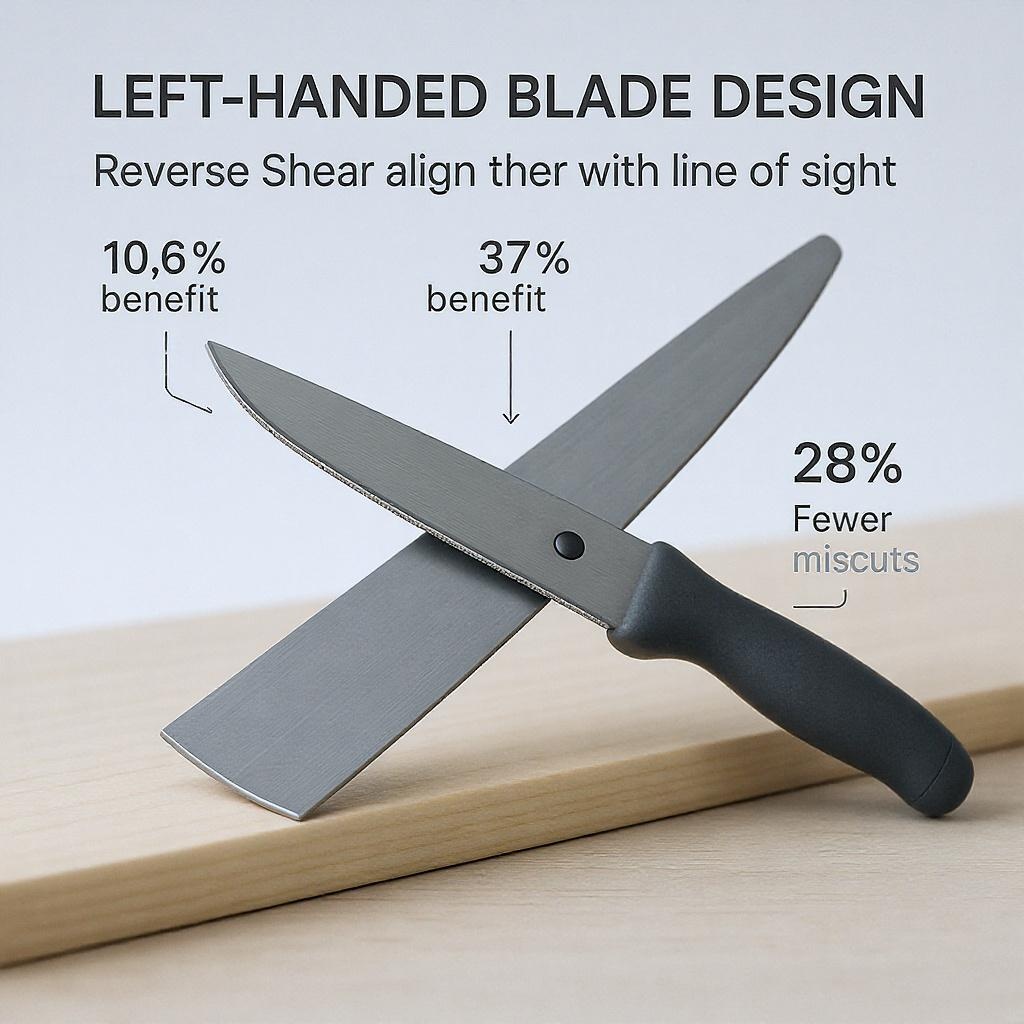 LEFT-HANDED BLADE DESIGN
Reverse Shear align ther with line of sight
10,6%
benefit
37%
benefit
28%
Fewer
miscuts